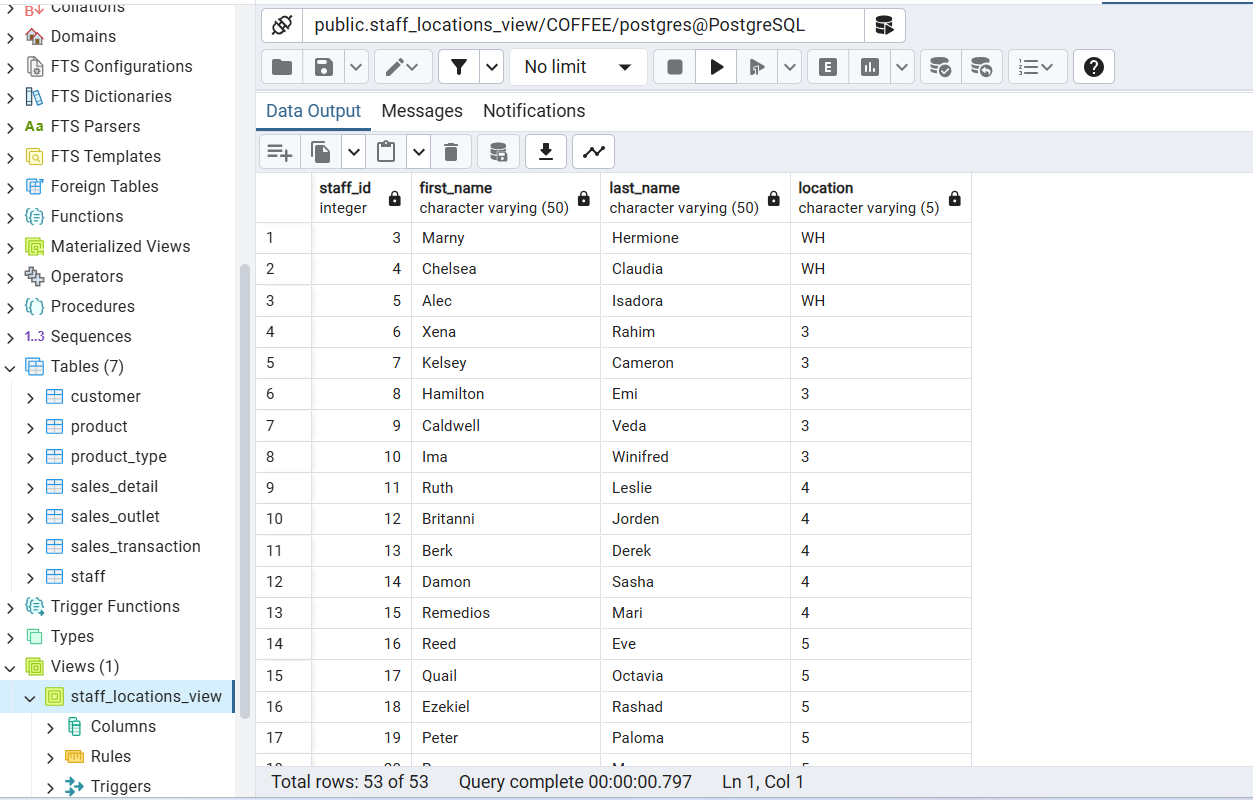 Collations
Domains
FTS Configurations
FTS Dictionaries
Aa FTS Parsers
FTS Templates
Foreign Tables
Functions
Materialized Views
Operators
Procedures
1..3 Sequences
Tables (7)
customer
product
product_type
sales_detail
sales_outlet
sales_transaction
staff
Trigger Functions
Types
Views (1)
staff_locations_view
Columns
Rules
Triggers
public.staff_locations_view/COFFEE/postgres@PostgreSQL
No limit
E
Data Output Messages Notifications
staff_id first_name last_name location
integer character varying (50) character varying (50) character varying (5)
1 3 Marny Hermione WH
2 4 Chelsea Claudia WH
3 5 Alec Isadora WH
4 6 Xena Rahim 3
5 7 Kelsey Cameron 3
6 8 Hamilton Emi 3
7 9 Caldwell Veda 3
8 10 Ima Winifred 3
9 11 Ruth Leslie 4
10 12 Britanni Jorden 4
11 13 Berk Derek 4
12 14 Damon Sasha 4
13 15 Remedios Mari 4
14 16 Reed Eve 5
15 17 Quail Octavia 5
16 18 Ezekiel Rashad 5
17 19 Peter Paloma 5
Total rows: 53 of 53 Query complete 00:00:00.797 Ln 1, Col 1